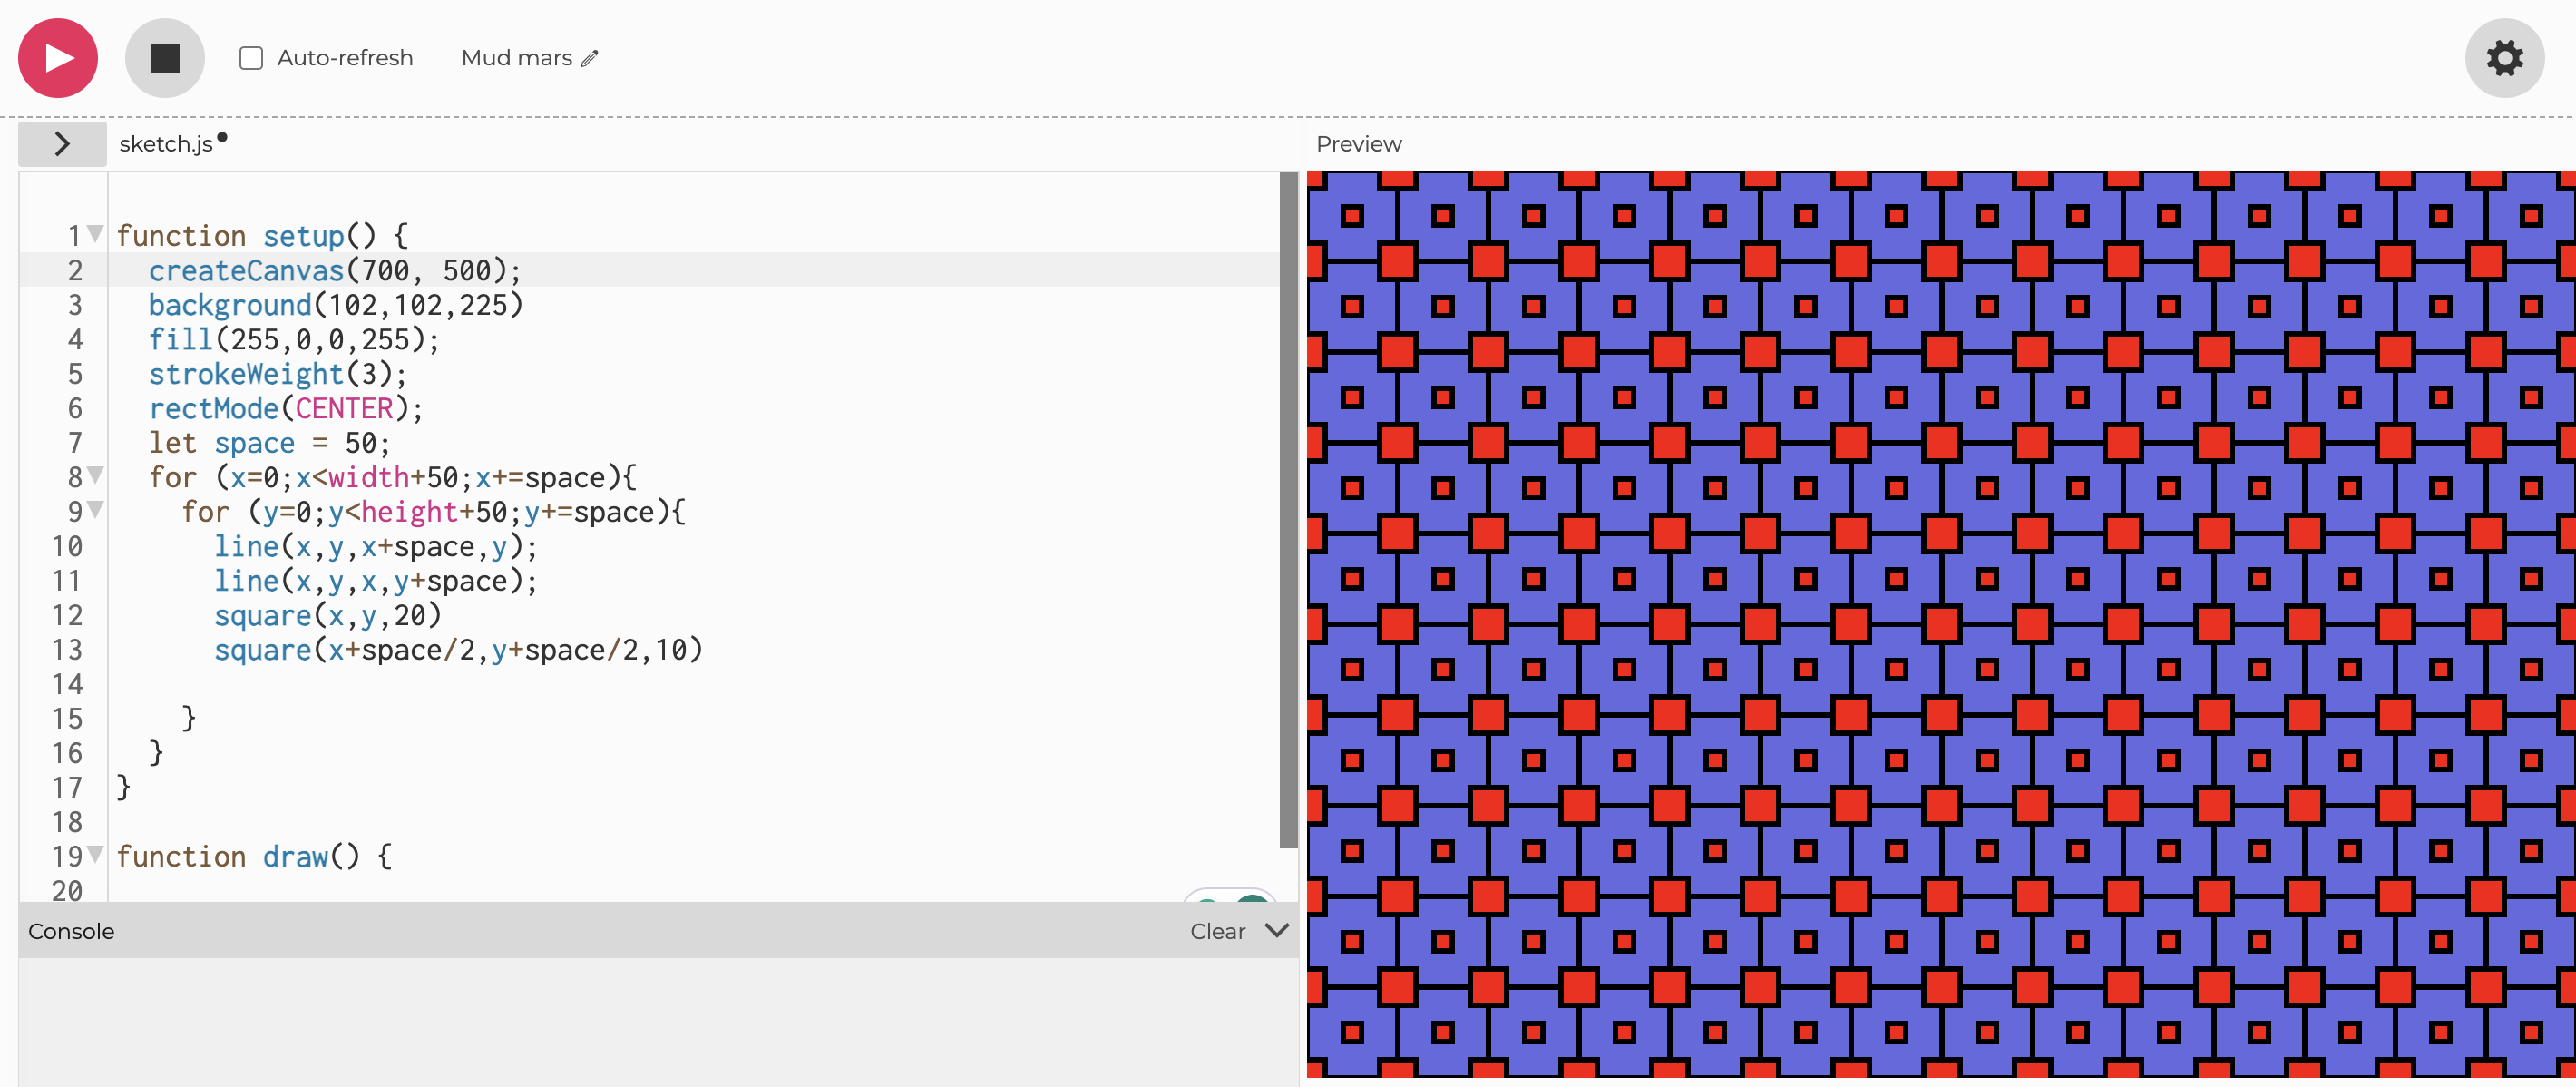 Auto-refresh
Mud mars
sketch.js
Preview
1 function setup() {
2 createCanvas(700, 500);
3 background(102,102,225)
4 fill(255,0,0,255);
5 strokeWeight(3);
6 rectMode(CENTER);
7 let space = 50;
8 for (x=0;x<width+50;x+=space){
9 for (y=0;y<height+50;y+=space){
10 line(x,y,x+space,y);
11 line(x,y,x,y+space);
12 square(x,y,20)
13 square(x+space/2,y+space/2,10)
14
15 }
16 }
17 }
18
19 function draw() {
20
Console
Clear